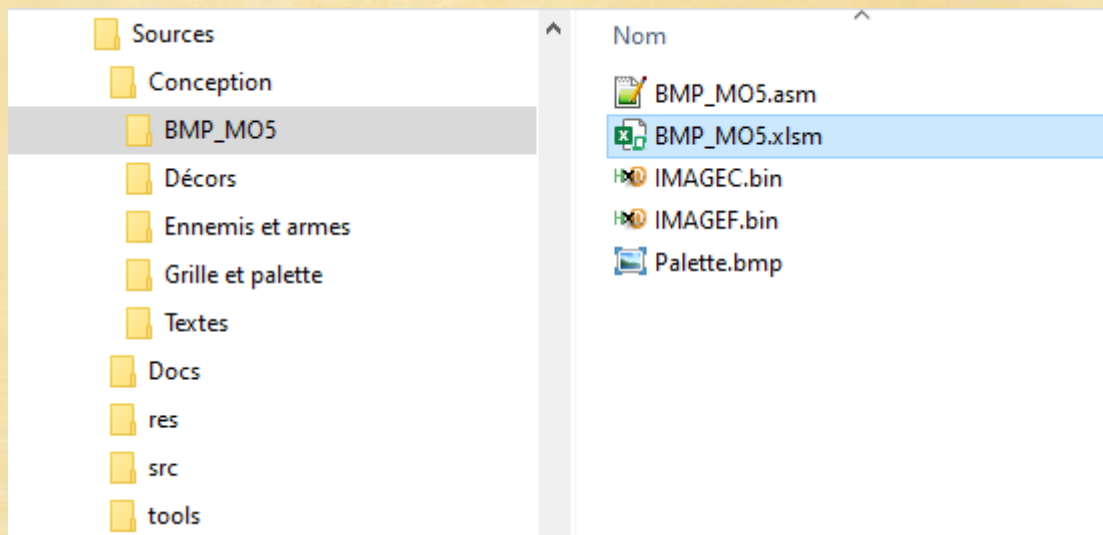 Sources
Conception
BMP_MO5
Décors
Ennemis et armes
Grille et palette
Textes
Docs
res
src
tools
Nom
BMP_MO5.asm
BMP_MO5.xlsm
IMAGEC.bin
IMAGEF.bin
Palette.bmp